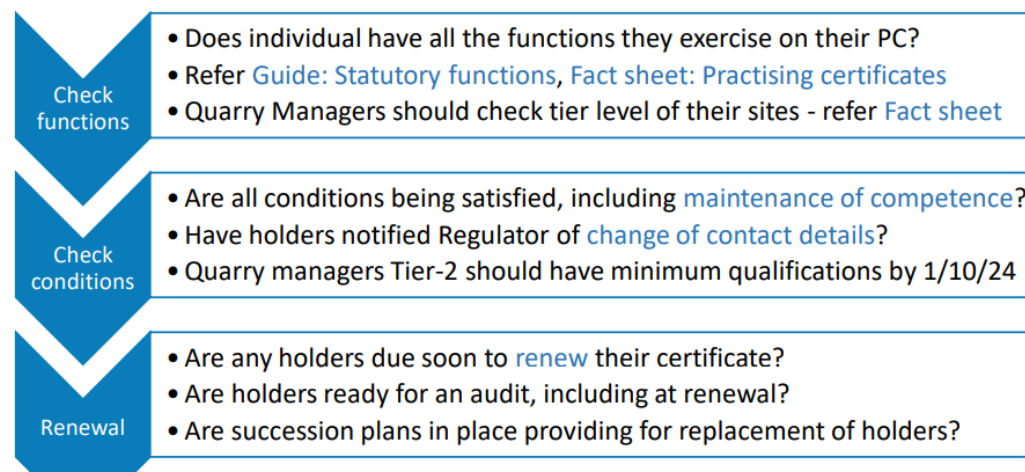 Check
functions
• Does individual have all the functions they exercise on their PC?
• Refer Guide: Statutory functions, Fact sheet: Practising certificates
• Quarry Managers should check tier level of their sites - refer Fact sheet
Check
conditions
• Are all conditions being satisfied, including maintenance of competence?
• Have holders notified Regulator of change of contact details?
• Quarry managers Tier-2 should have minimum qualifications by 1/10/24
Renewal
• Are any holders due soon to renew their certificate?
• Are holders ready for an audit, including at renewal?
• Are succession plans in place providing for replacement of holders?